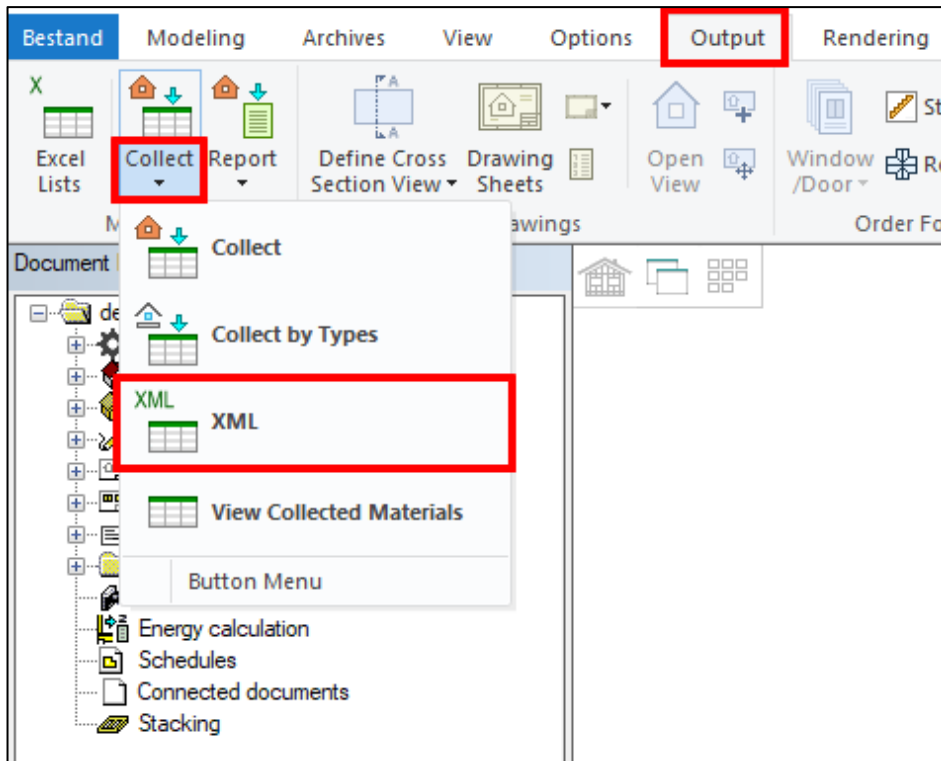 Bestand Modeling Archives View Options Output Rendering
X
Excel Lists
Collect
Report
Define Cross Section View
A
A
Drawing Sheets
Open View
Window /Door
Order
Document
Collect
Collect by Types
XML
XML
View Collected Materials
Button Menu
Energy calculation
Schedules
Connected documents
Stacking